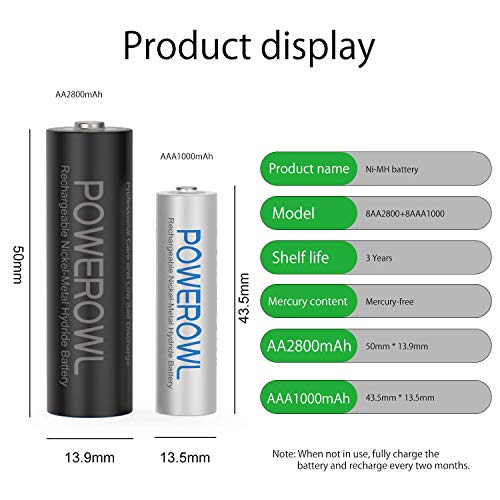 Product display
AA2800mAh
AAA1000mAh
POWEROWL
Rechargeable Nickel-Metal Hydride Battery
Professional Care and Low Self Discharge
POWEROWL
Rechargeable Nickel-Metal Hydride Battery
50mm
43.5mm
13.9mm
13.5mm
Product name Ni-MH battery
Model 8AA2800+8AAA1000
Shelf life 3 Years
Mercury content Mercury-free
AA2800mAh 50mm * 13.9mm
AAA1000mAh 43.5mm * 13.5mm
Note: When not in use, fully charge the
battery and recharge every two months.